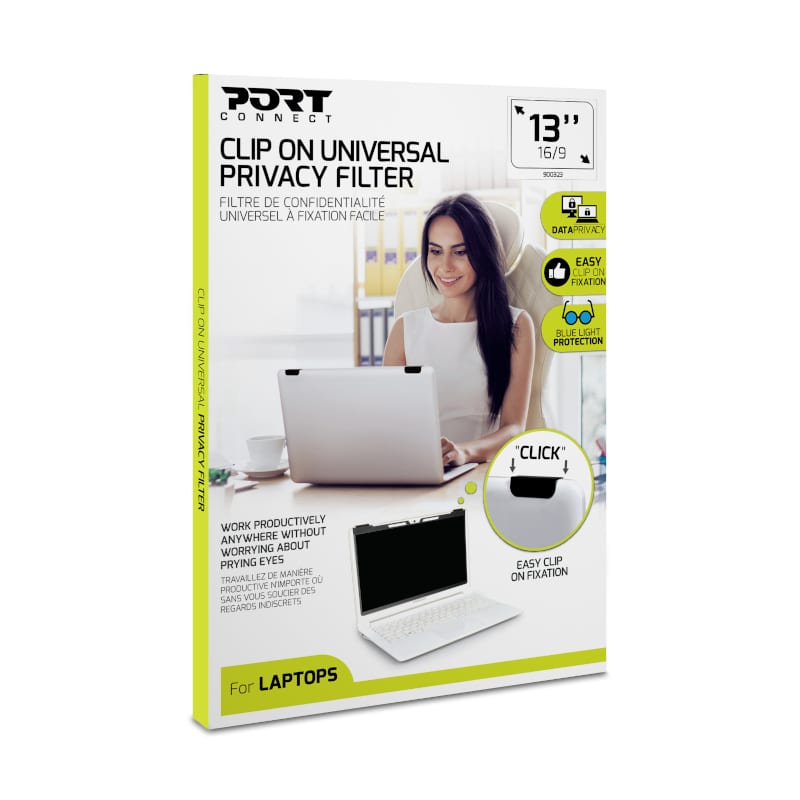 PORT
CONNECT
CLIP ON UNIVERSAL
PRIVACY FILTER
FILTRE DE CONFIDENTIALITÉ
UNIVERSEL À FIXATION FACILE
13’’
16/9
900323
DATAPRIVACY
EASY
CLIP ON
FIXATION
BLUE LIGHT
PROTECTION
CLIP ON UNIVERSAL PRIVACY FILTER
"CLICK"
EASY CLIP
ON FIXATION
WORK PRODUCTIVELY
ANYWHERE WITHOUT
WORRYING ABOUT
PRYING EYES
TRAVAILLEZ DE MANIÈRE
PRODUCTIVE N'IMPORTE OÙ
SANS VOUS SOUCIER DES
REGARDS INDISCRETS
For LAPTOPS